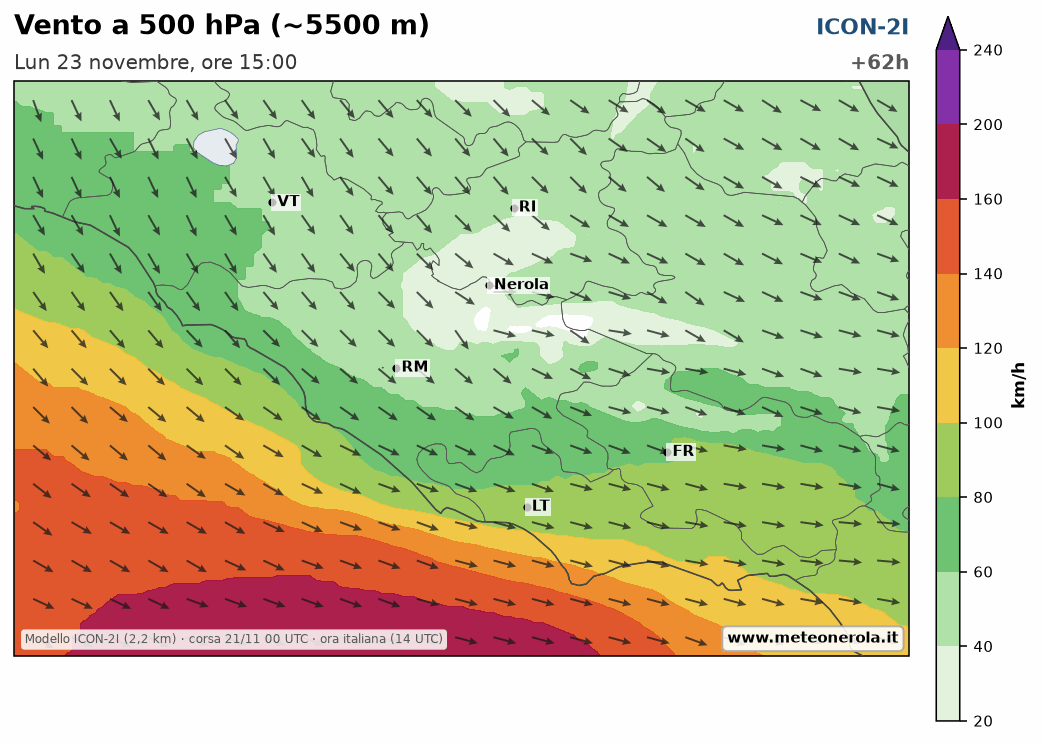 Vento a 500 hPa (~5500 m)
ICON-2I
Lun 23 novembre, ore 15:00
+62h
240
200
160
140
120
100
80
60
40
20
km/h
VT
RI
Nerola
RM
FR
LT
Modello ICON-2I (2,2 km) · corsa 21/11 00 UTC · ora italiana (14 UTC)
www.meteonerola.it